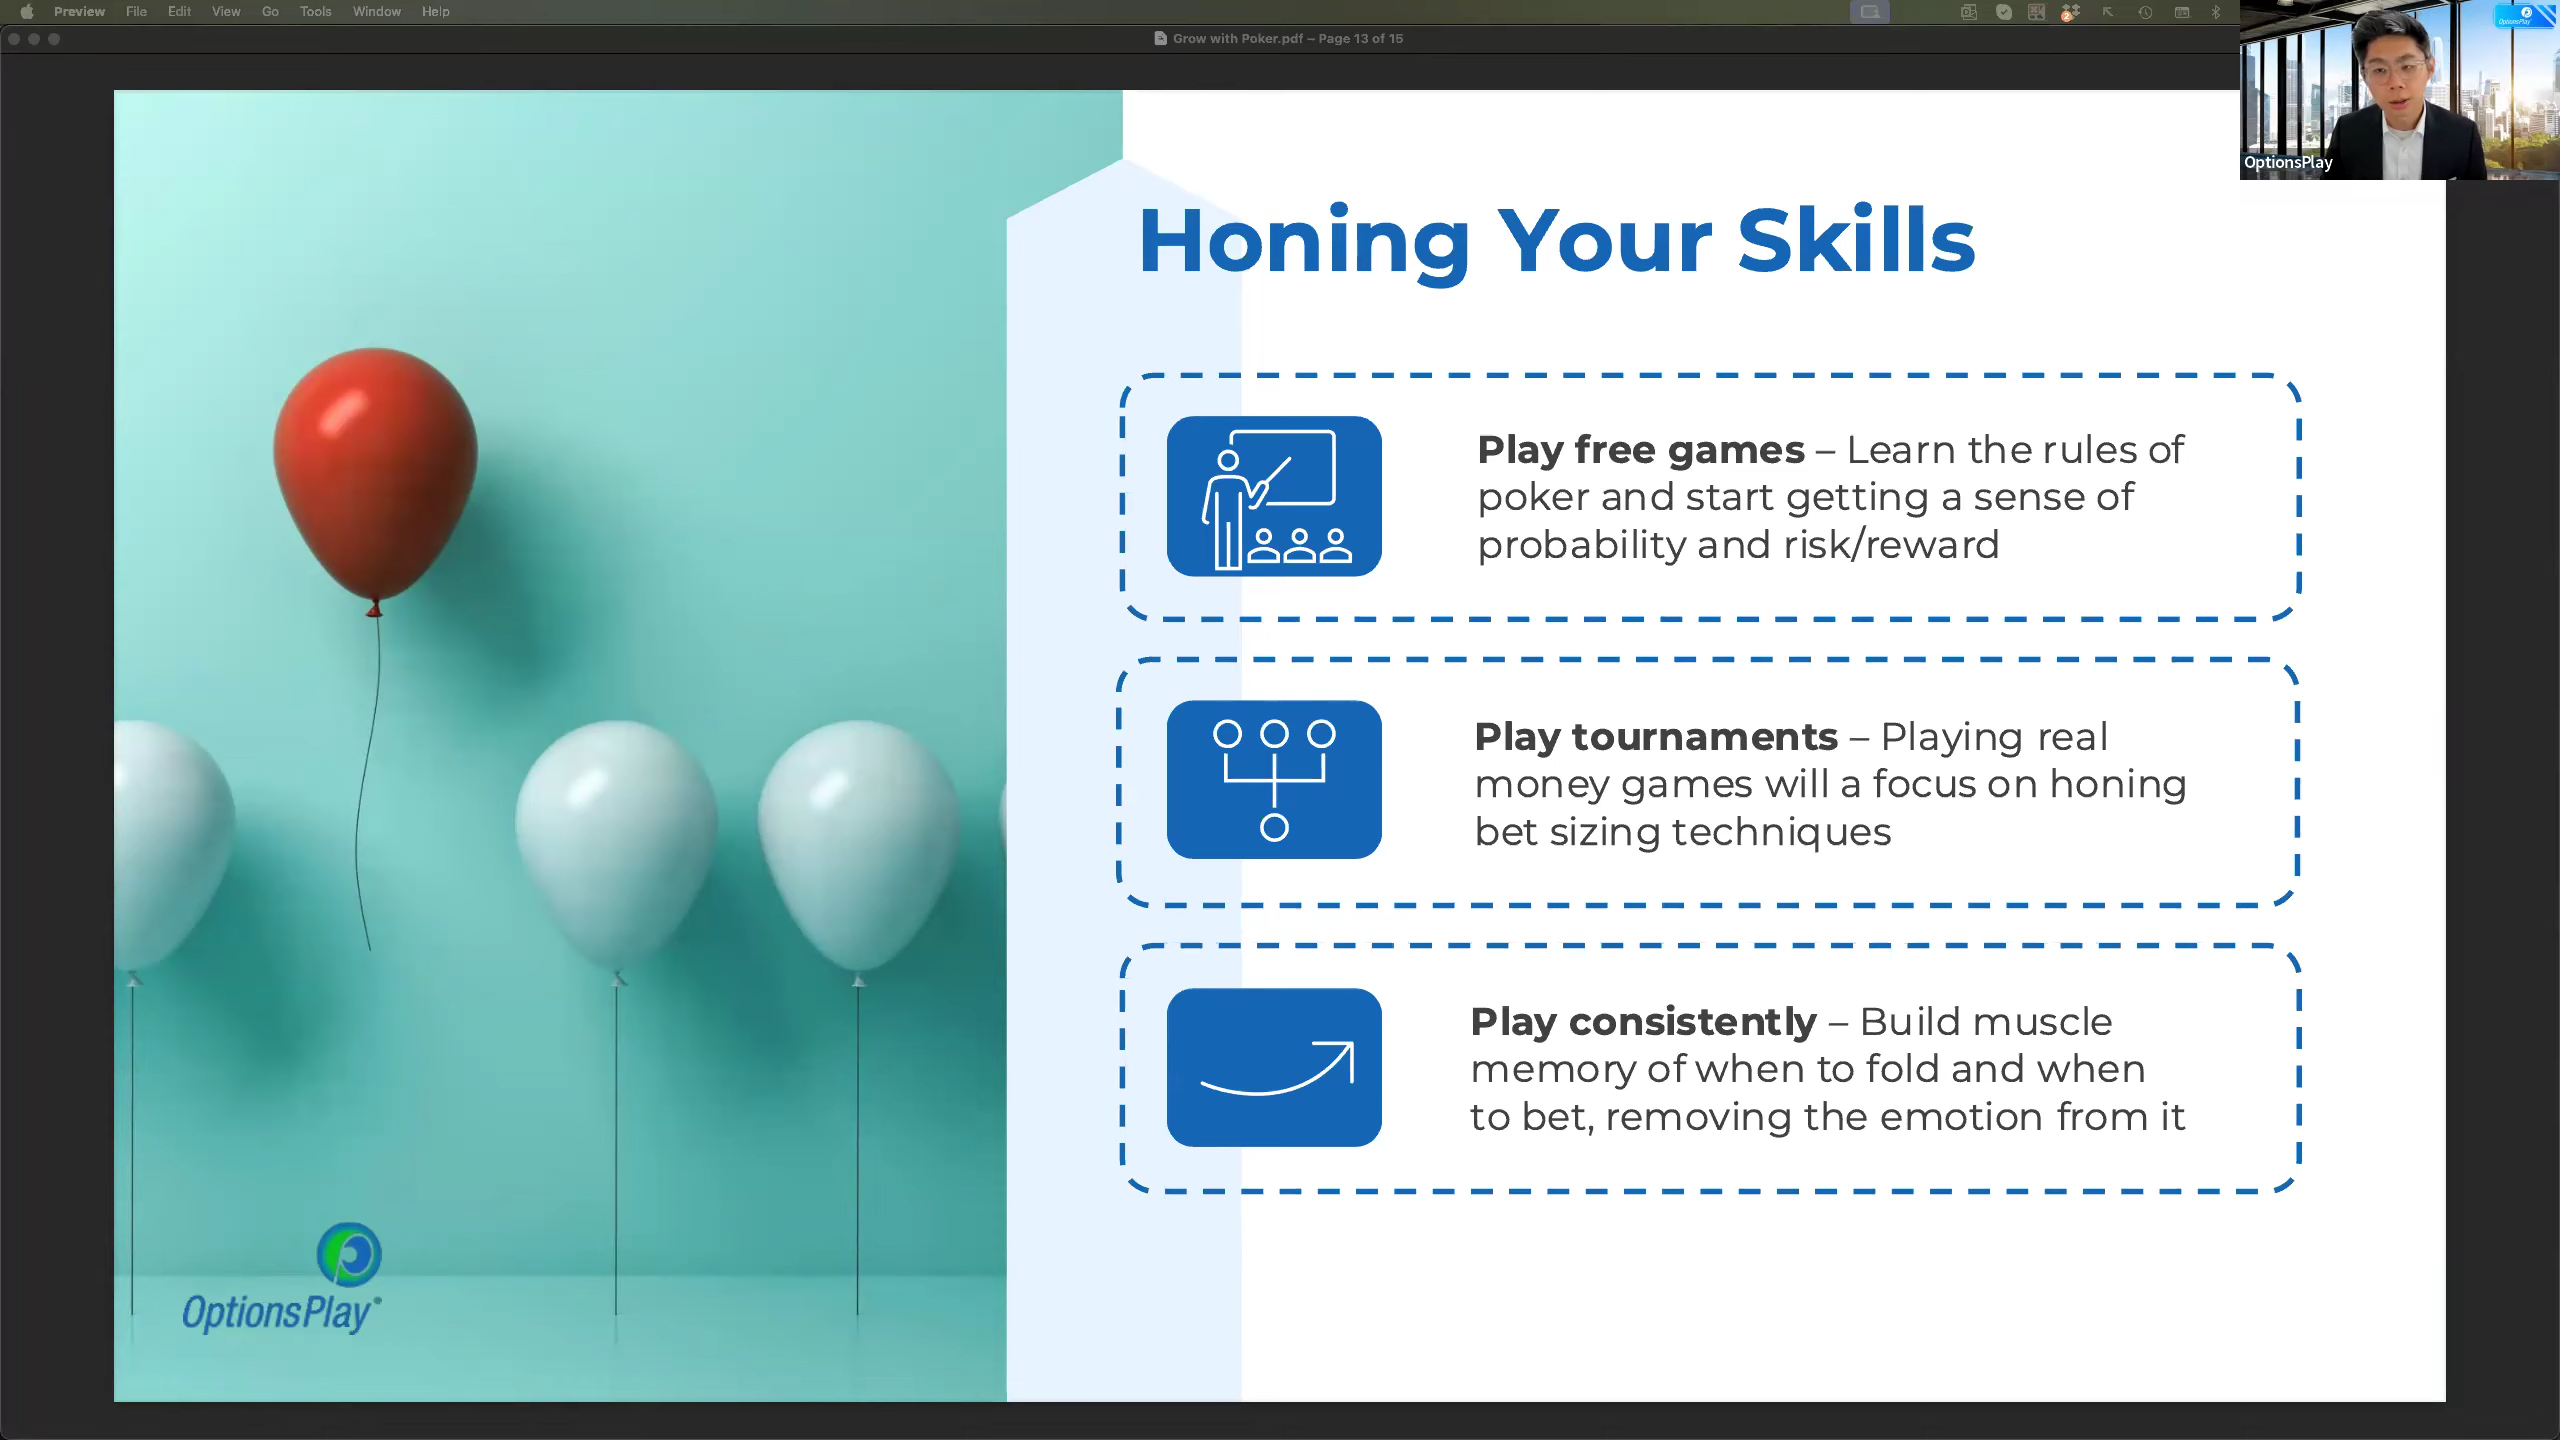 Preview File Edit View Go Tools Window Help
Grow with Poker.pdf – Page 13 of 15
OptionsPlay
Honing Your Skills
Play free games – Learn the rules of
poker and start getting a sense of
probability and risk/reward
Play tournaments – Playing real
money games will a focus on honing
bet sizing techniques
Play consistently – Build muscle
memory of when to fold and when
to bet, removing the emotion from it
OptionsPlay®